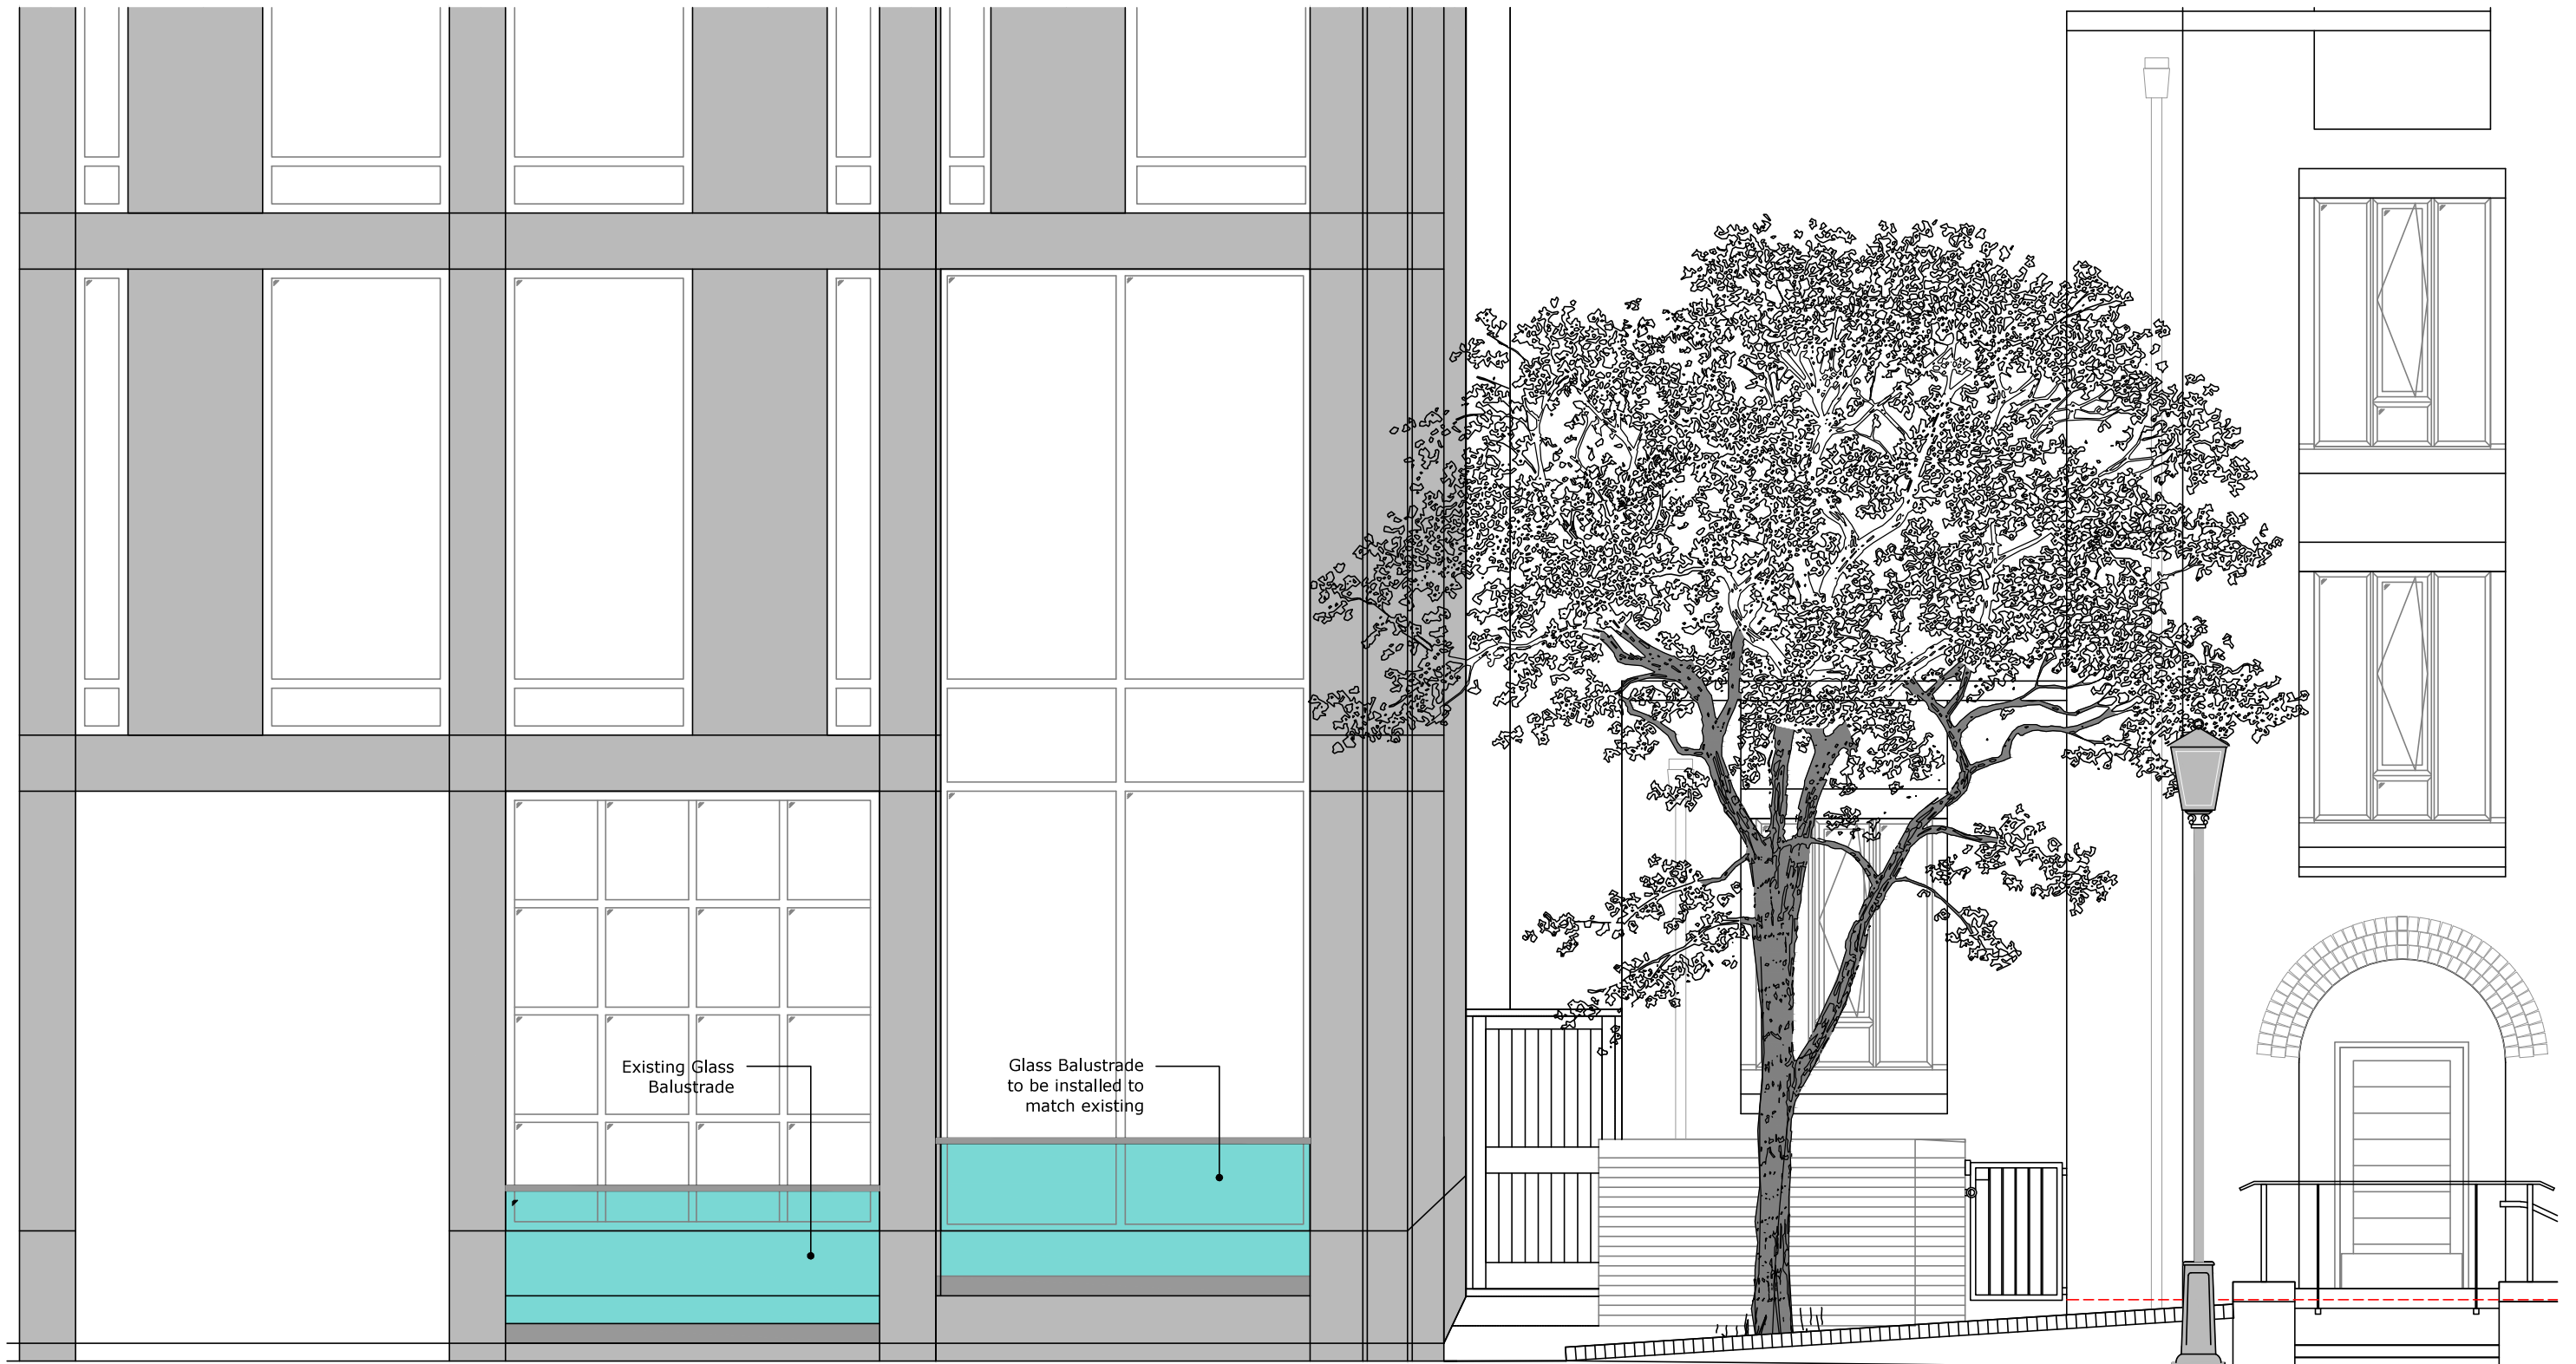 Existing Glass
Balustrade
Glass Balustrade
to be installed to
match existing